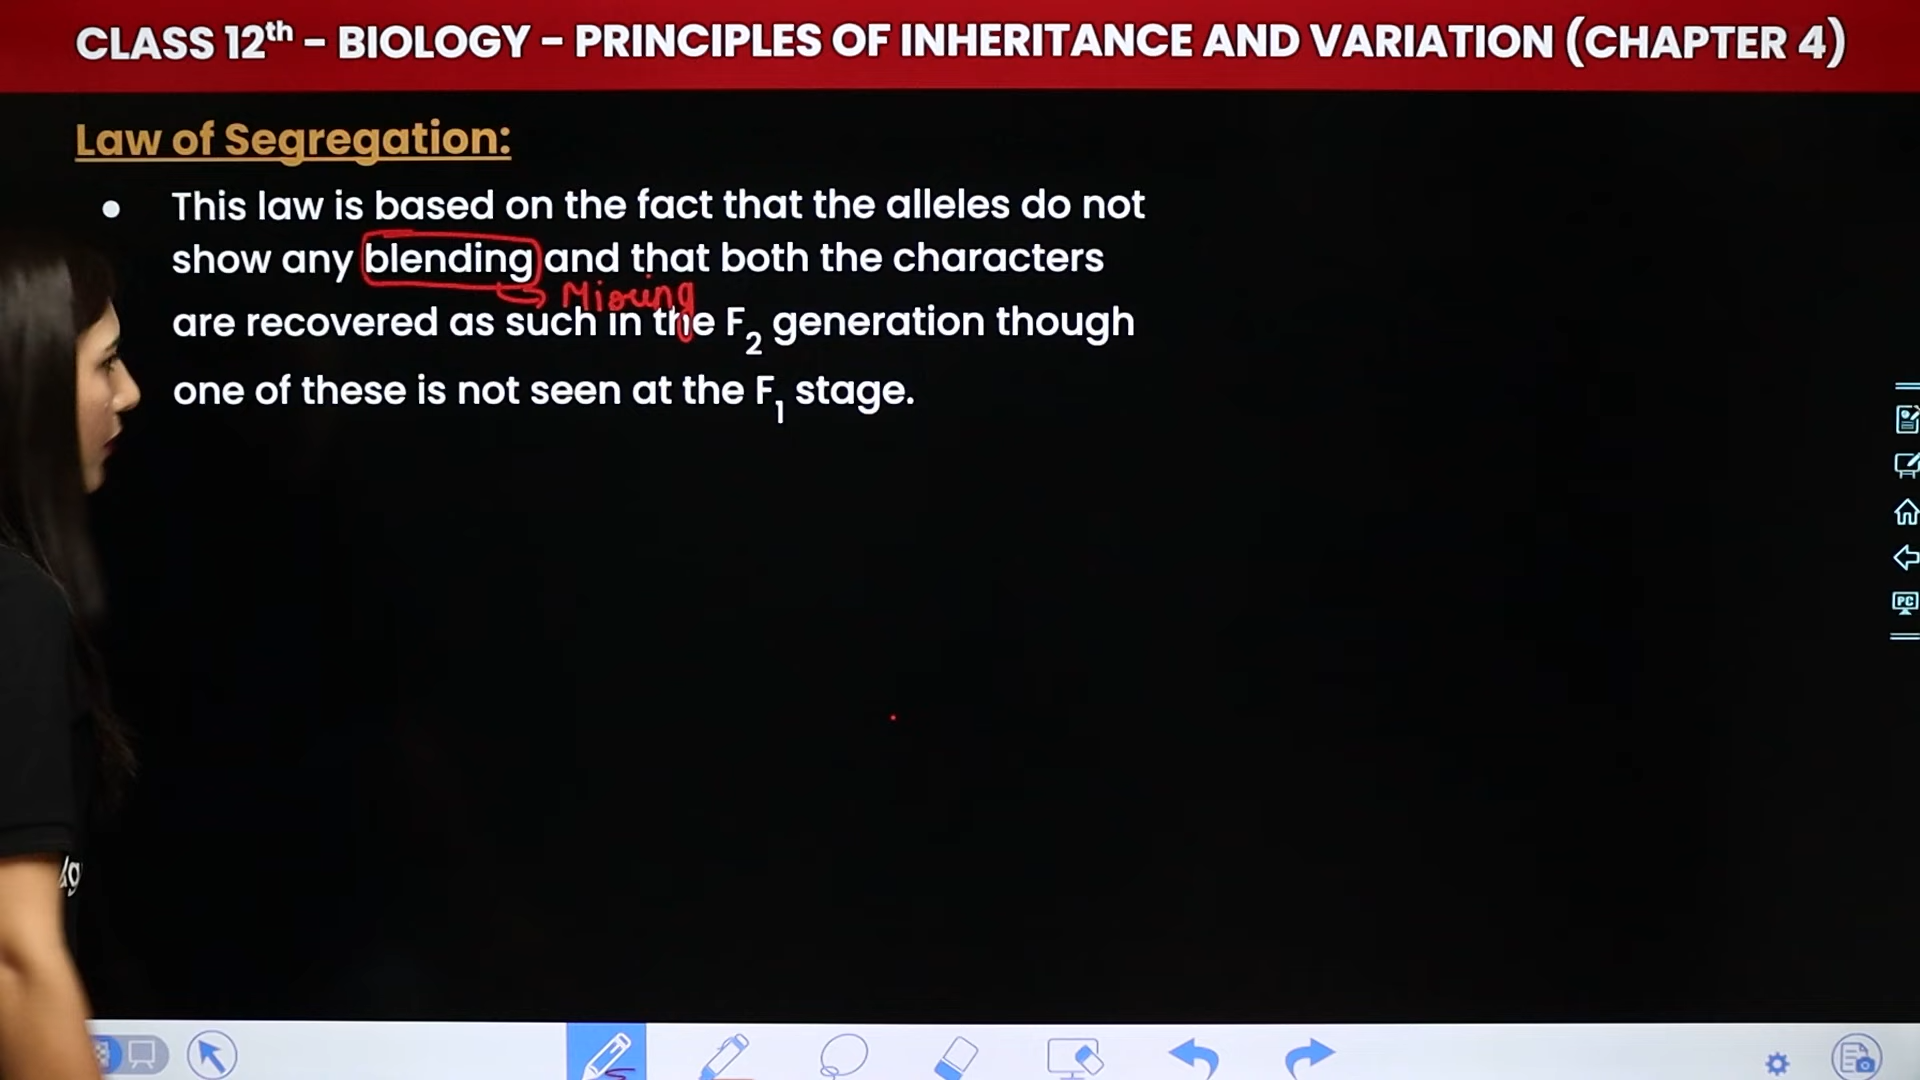 CLASS 12th – BIOLOGY – PRINCIPLES OF INHERITANCE AND VARIATION (CHAPTER 4)
Law of Segregation:
• This law is based on the fact that the alleles do not
show any blending and that both the characters
Mixing
are recovered as such in the F2 generation though
one of these is not seen at the F1 stage.
PC